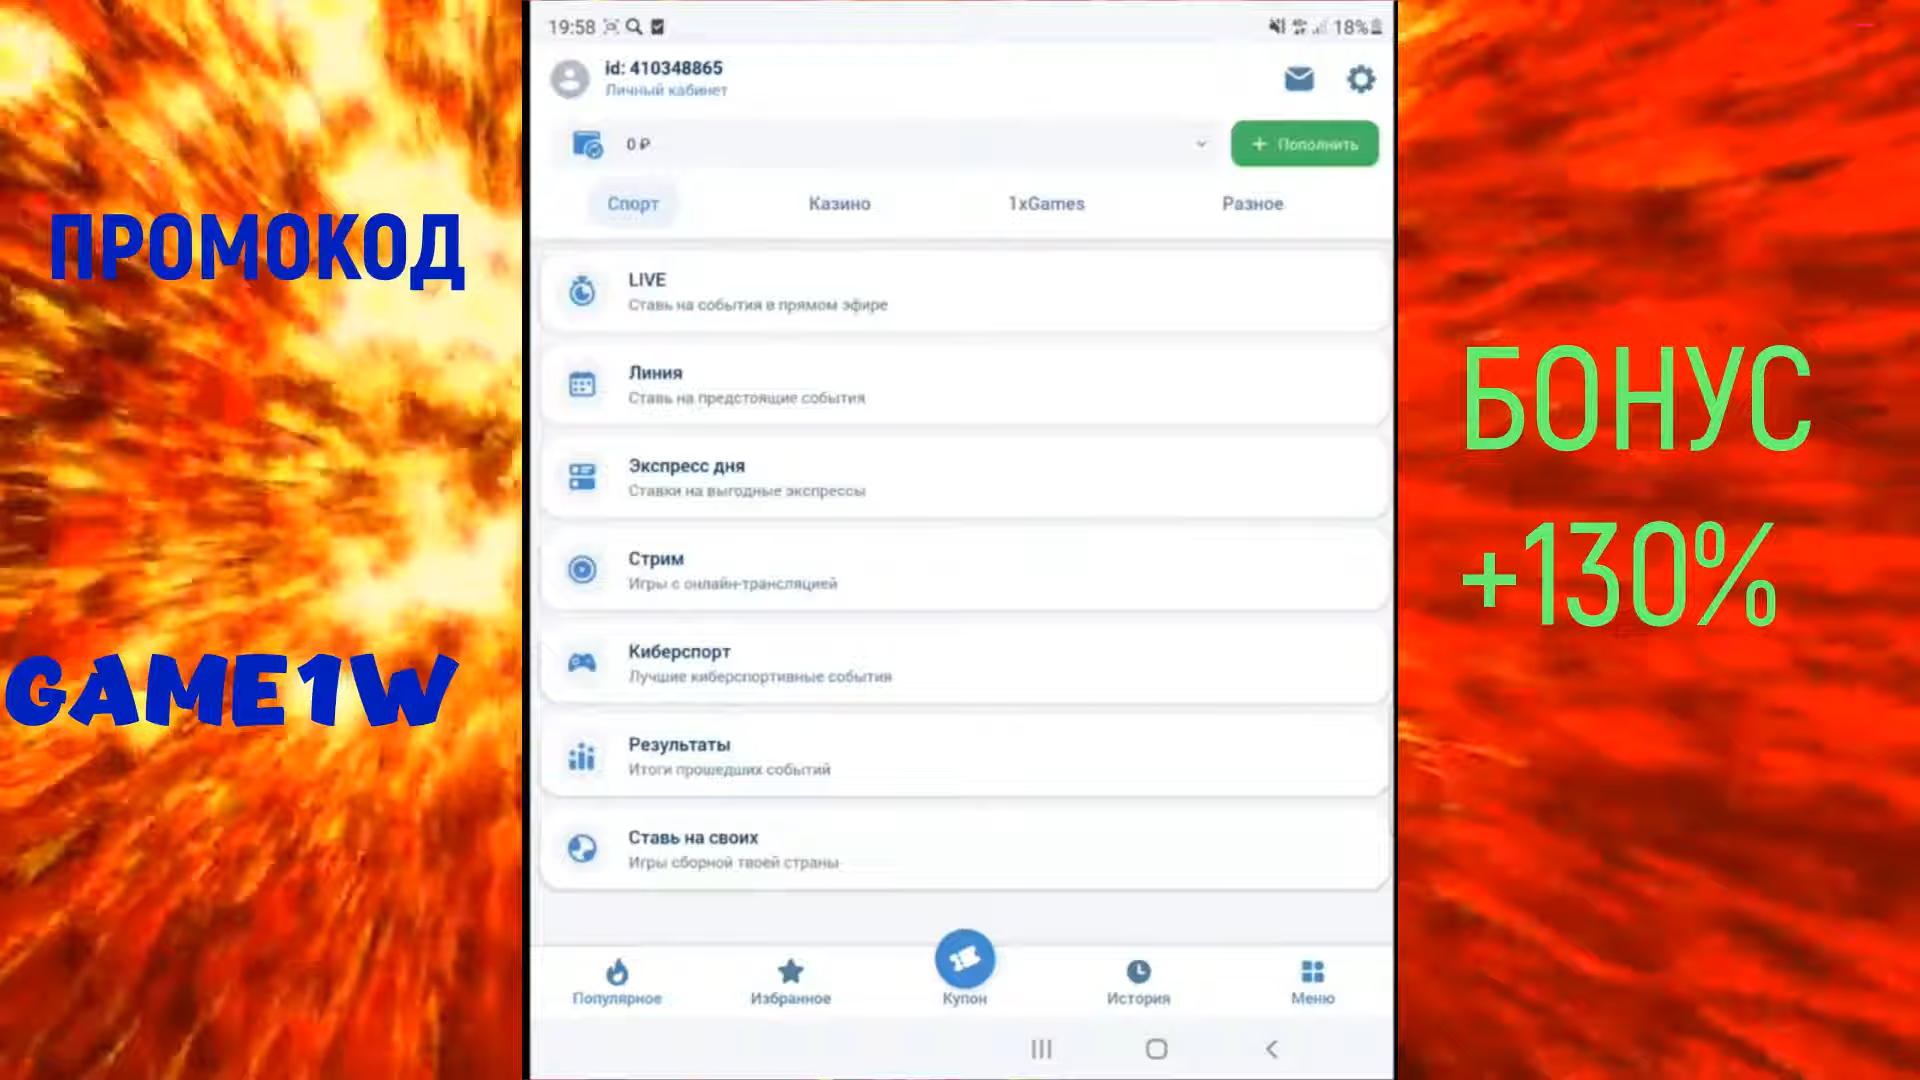 19:58
18%
id: 410348865
Личный кабинет
0 ₽
+ Пополнить
Спорт
Казино
1xGames
Разное
ПРОМОКОД
GAME1W
LIVE
Ставь на события в прямом эфире
Линия
Ставь на предстоящие события
Экспресс дня
Ставки на выгодные экспрессы
Стрим
Игры с онлайн-трансляцией
Киберспорт
Лучшие киберспортивные события
Результаты
Итоги прошедших событий
Ставь на своих
Игры сборной твоей страны
Популярное
Избранное
Купон
История
Меню
БОНУС
+130%